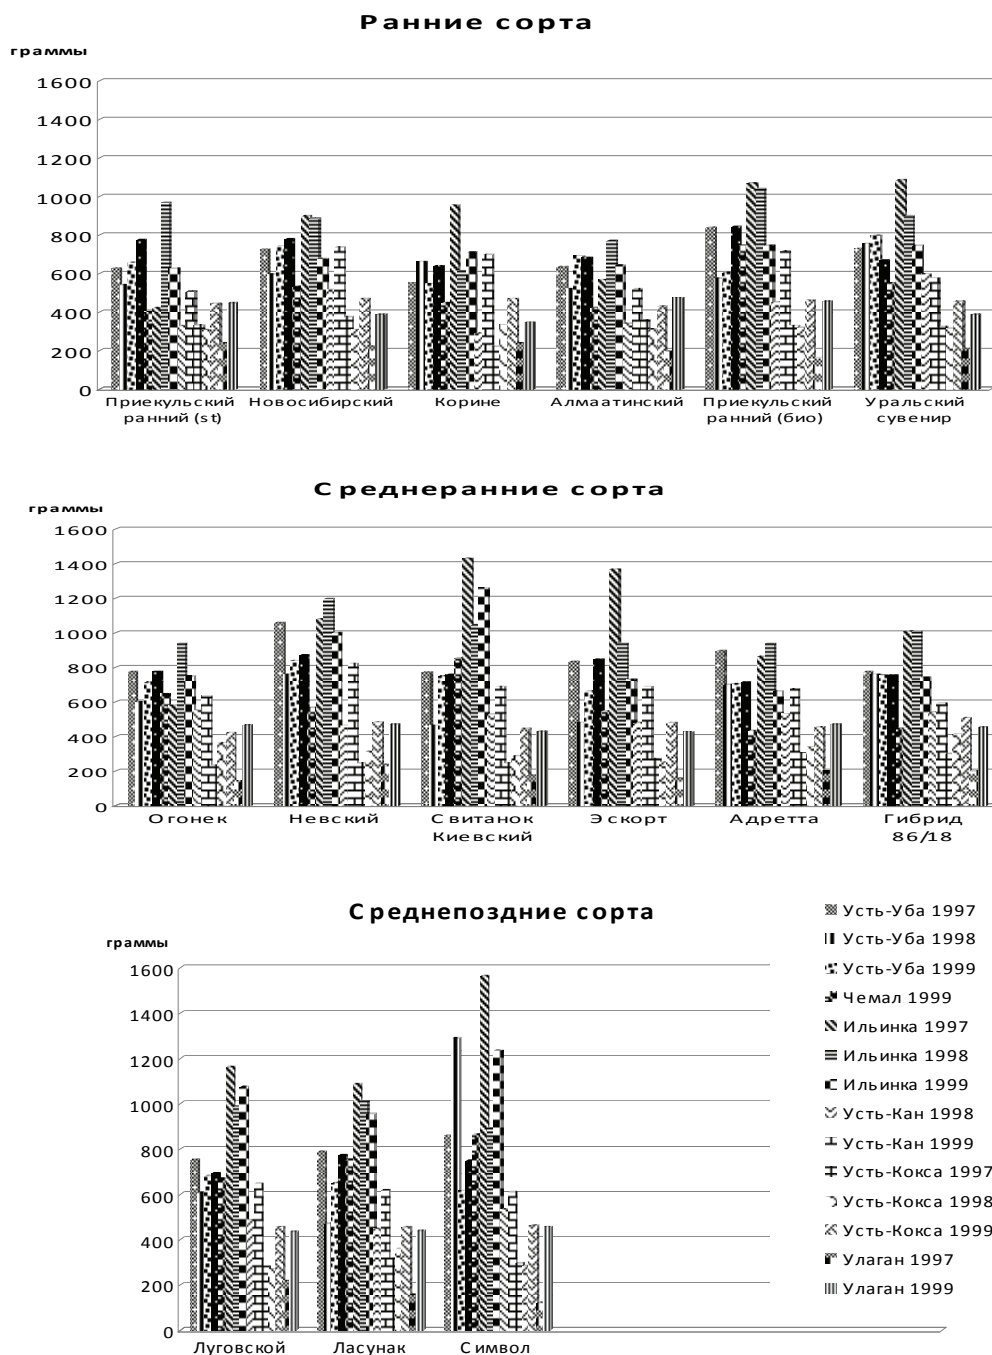 Ранние сорта
граммы
1600
1400
1200
1000
800
600
400
200
0
Приекульский ранний (st)
Новосибирский
Корине
Алмаатинский
Приекульский ранний (био)
Уральский сувенир
Среднеранние сорта
граммы
1600
1400
1200
1000
800
600
400
200
0
Огонек
Невский
Свитанок Киевский
Эскорт
Адретта
Гибрид 86/18
Среднепоздние сорта
граммы
1600
1400
1200
1000
800
600
400
200
0
Луговской
Ласунак
Символ
Усть-Уба 1997
Усть-Уба 1998
Усть-Уба 1999
Чемал 1999
Ильинка 1997
Ильинка 1998
Ильинка 1999
Усть-Кан 1998
Усть-Кан 1999
Усть-Кокса 1997
Усть-Кокса 1998
Усть-Кокса 1999
Улаган 1997
Улаган 1999